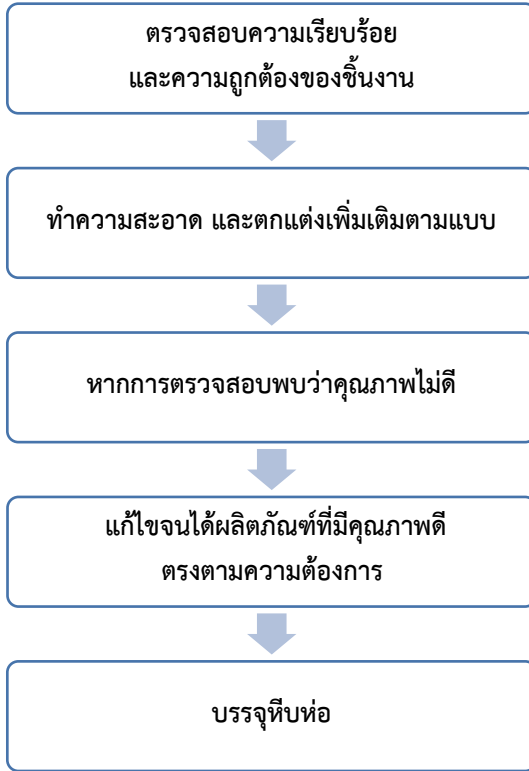 ตรวจสอบความเรียบร้อย
และความถูกต้องของชิ้นงาน
ทำความสะอาด และตกแต่งเพิ่มเติมตามแบบ
หากการตรวจสอบพบว่าคุณภาพไม่ดี
แก้ไขจนได้ผลิตภัณฑ์ที่มีคุณภาพดี
ตรงตามความต้องการ
บรรจุหีบห่อ